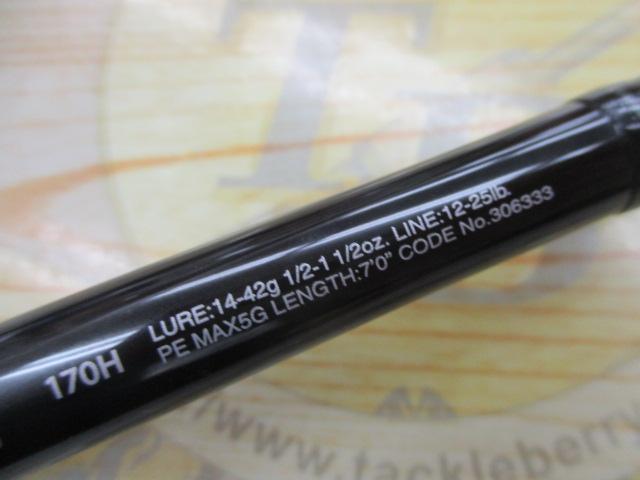 170H
LURE:14-42g 1/2-1 1/2oz. LINE:12-25lb.
PE MAX5G LENGTH:7'0" CODE No.306333
www.tackleberry